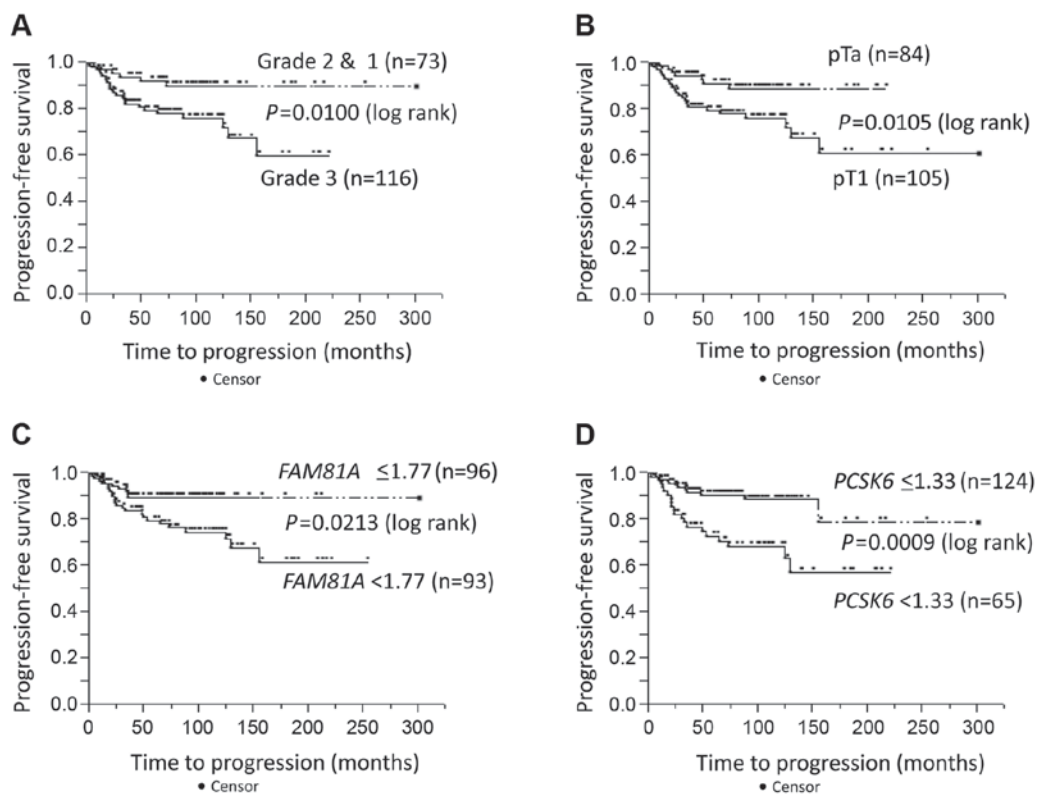 A
Progression-free survival
1.0
0.8
0.6
0.4
0.2
0.0
Grade 2 & 1 (n=73)
P=0.0100 (log rank)
Grade 3 (n=116)
0 50 100 150 200 250 300
Time to progression (months)
• Censor
B
Progression-free survival
1.0
0.8
0.6
0.4
0.2
0.0
pTa (n=84)
P=0.0105 (log rank)
pT1 (n=105)
0 50 100 150 200 250 300
Time to progression (months)
• Censor
C
Progression-free survival
1.0
0.8
0.6
0.4
0.2
0.0
FAM81A ≤1.77 (n=96)
P=0.0213 (log rank)
FAM81A <1.77 (n=93)
0 50 100 150 200 250 300
Time to progression (months)
• Censor
D
Progression-free survival
1.0
0.8
0.6
0.4
0.2
0.0
PCSK6 ≤1.33 (n=124)
P=0.0009 (log rank)
PCSK6 <1.33 (n=65)
0 50 100 150 200 250 300
Time to progression (months)
• Censor